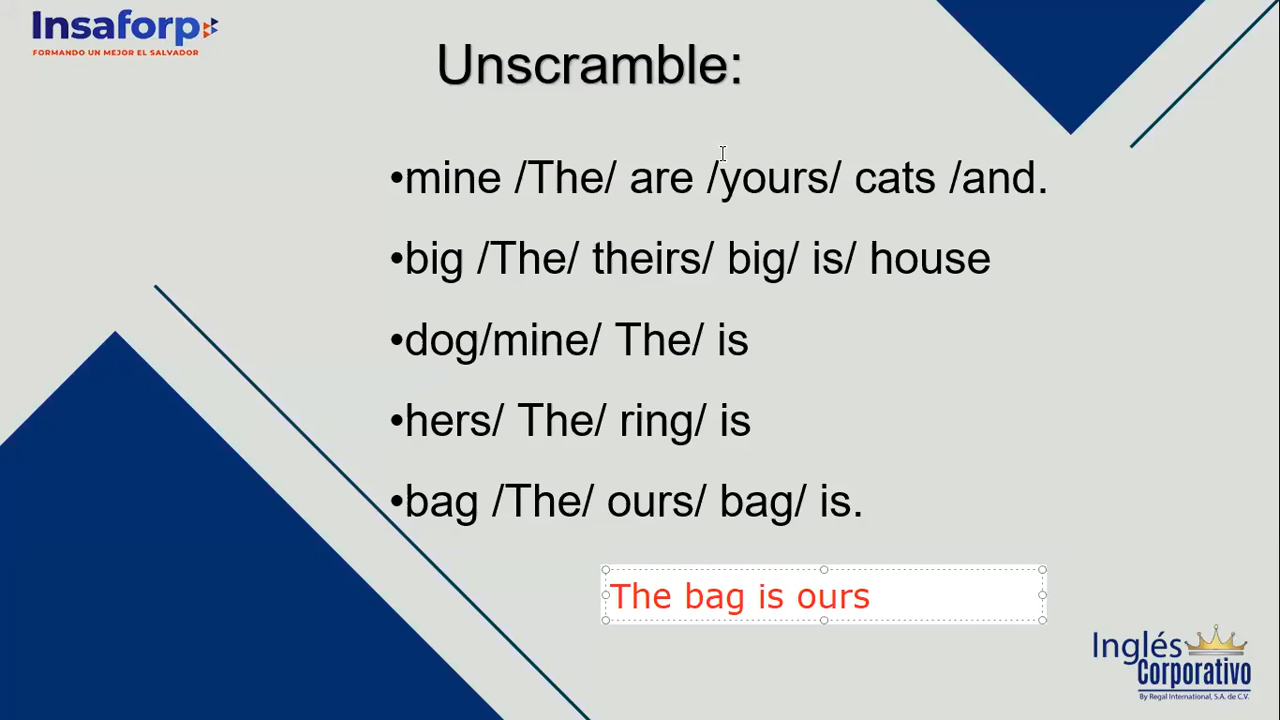 Insaforp
FORMANDO UN MEJOR EL SALVADOR
Unscramble:
•mine /The/ are /yours/ cats /and.
•big /The/ theirs/ big/ is/ house
•dog/mine/ The/ is
•hers/ The/ ring/ is
•bag /The/ ours/ bag/ is.
The bag is ours
Inglés
Corporativo
By Regal International, S.A. de C.V.